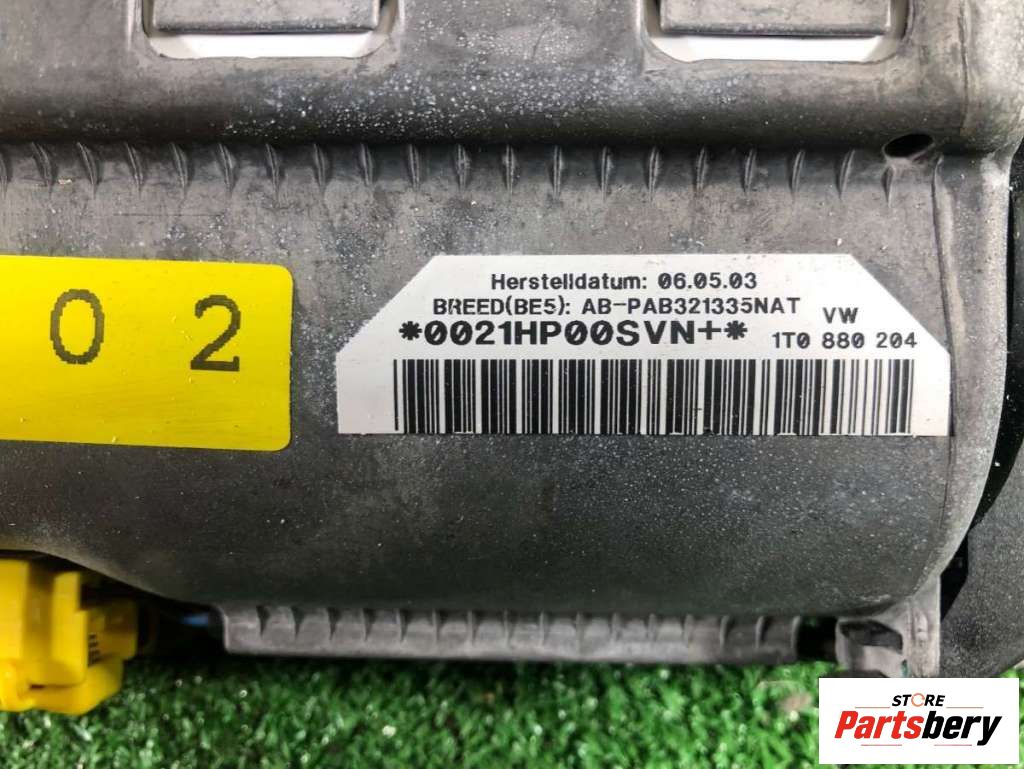 0 2
Herstelldatum: 06.05.03
BREED(BE5): AB-PAB321335NAT
VW
*0021HP00SVN+*
1T0 880 204
STORE
Partsbery